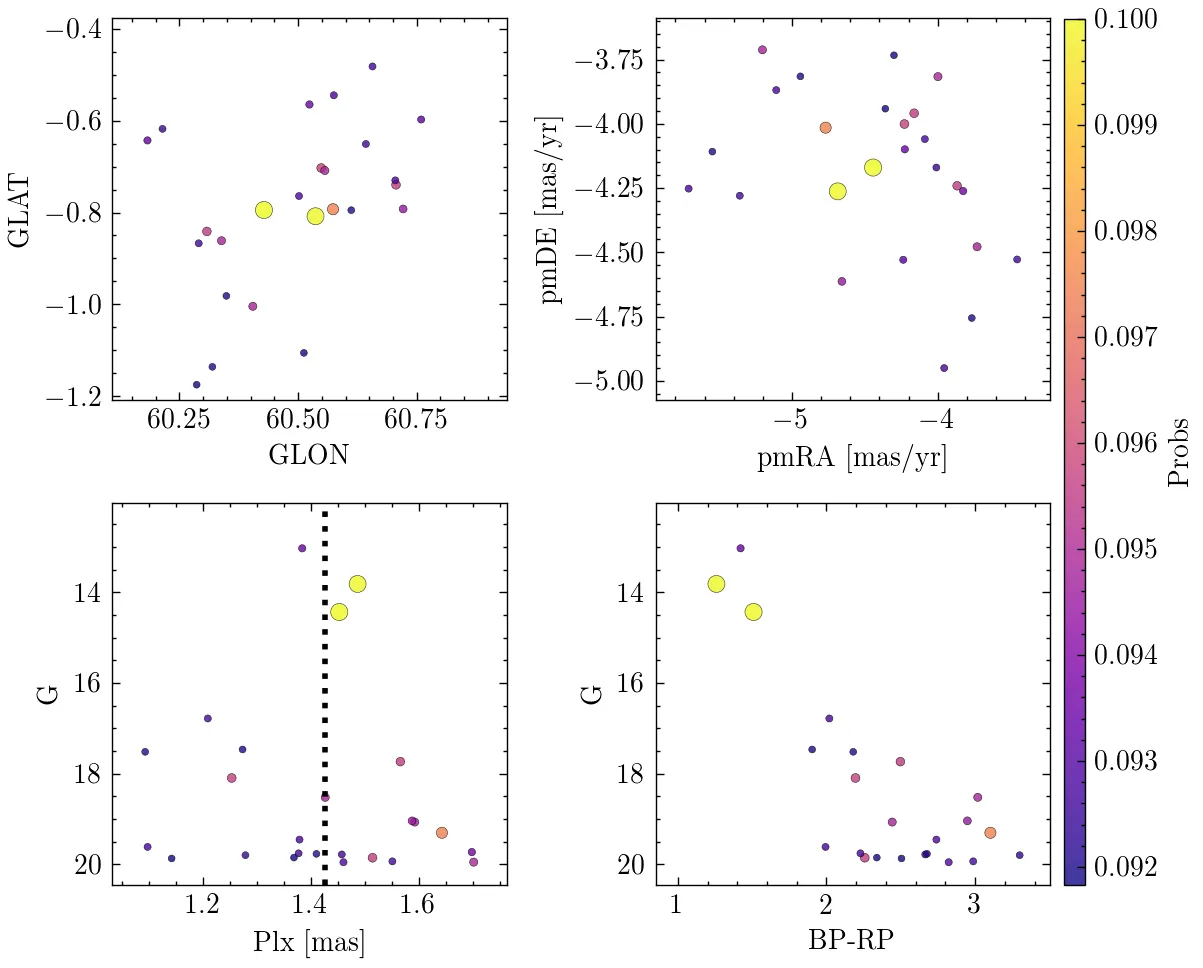 −0.4
−0.6
−0.8
−1.0
−1.2
GLAT
60.25 60.50 60.75
GLON
−3.75
−4.00
−4.25
−4.50
−4.75
−5.00
pmDE [mas/yr]
−5 −4
pmRA [mas/yr]
0.100
0.099
0.098
0.097
0.096
0.095
0.094
0.093
0.092
Probs
14
16
18
20
G
1.2 1.4 1.6
Plx [mas]
14
16
18
20
G
1 2 3
BP-RP